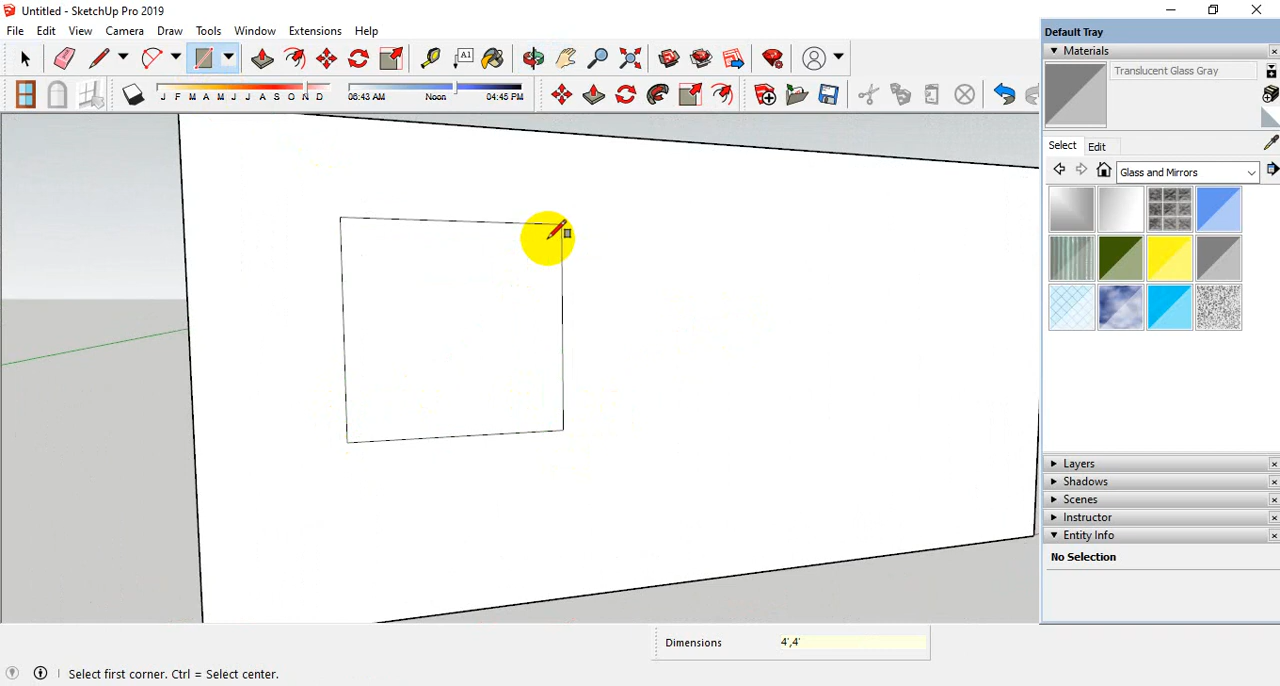 Untitled - SketchUp Pro 2019
File Edit View Camera Draw Tools Window Extensions Help
A1
J F M A M J J A S O N D
06:43 AM Noon 04:45 PM
Default Tray
Materials
Translucent Glass Gray
Select Edit
Glass and Mirrors
Layers
Shadows
Scenes
Instructor
Entity Info
No Selection
Dimensions 4',4'
Select first corner. Ctrl = Select center.